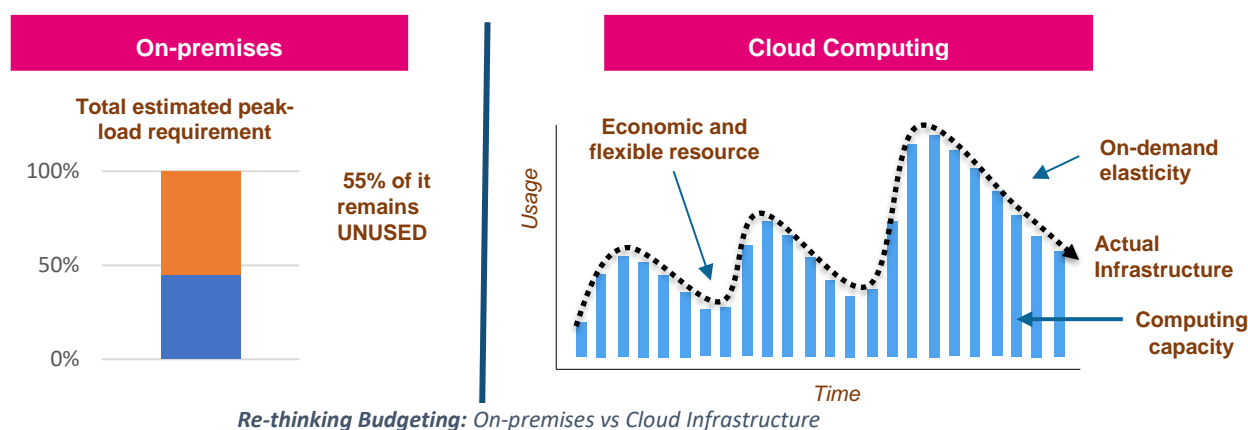 On-premises
Total estimated peak-
load requirement
100%
50%
0%
55% of it
remains
UNUSED
Cloud Computing
Economic and
flexible resource
On-demand
elasticity
Actual
Infrastructure
Computing
capacity
Usage
Time
Re-thinking Budgeting: On-premises vs Cloud Infrastructure